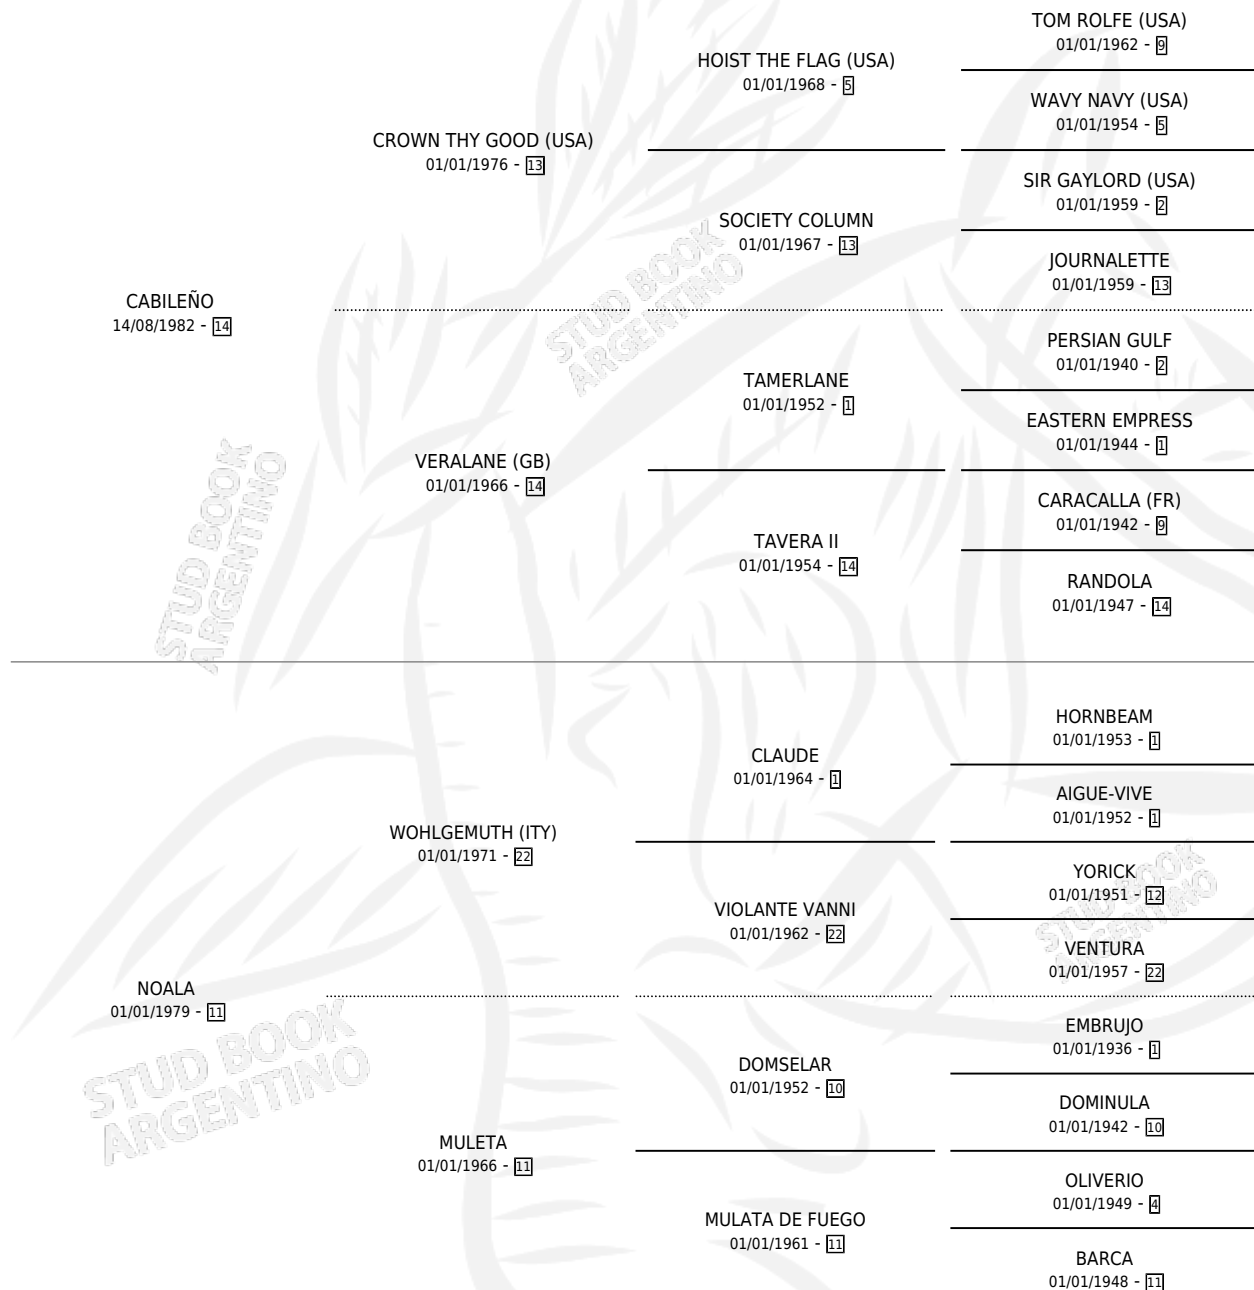 TOM ROLFE (USA)
01/01/1962 - 9
HOIST THE FLAG (USA)
01/01/1968 - 5
WAVY NAVY (USA)
01/01/1954 - 5
CROWN THY GOOD (USA)
01/01/1976 - 13
SIR GAYLORD (USA)
01/01/1959 - 2
SOCIETY COLUMN
01/01/1967 - 13
JOURNALETTE
01/01/1959 - 13
CABILEÑO
14/08/1982 - 14
PERSIAN GULF
01/01/1940 - 2
TAMERLANE
01/01/1952 - 1
EASTERN EMPRESS
01/01/1944 - 1
VERALANE (GB)
01/01/1966 - 14
CARACALLA (FR)
01/01/1942 - 9
TAVERA II
01/01/1954 - 14
RANDOLA
01/01/1947 - 14
HORNBEAM
01/01/1953 - 1
CLAUDE
01/01/1964 - 1
AIGUE-VIVE
01/01/1952 - 1
WOHLGEMUTH (ITY)
01/01/1971 - 22
YORICK
01/01/1951 - 12
VIOLANTE VANNI
01/01/1962 - 22
VENTURA
01/01/1957 - 22
NOALA
01/01/1979 - 11
EMBRUJO
01/01/1936 - 1
DOMSELAR
01/01/1952 - 10
DOMINULA
01/01/1942 - 10
MULETA
01/01/1966 - 11
OLIVERIO
01/01/1949 - 4
MULATA DE FUEGO
01/01/1961 - 11
BARCA
01/01/1948 - 11
STUD BOOK
ARGENTINO
STUD BOOK
ARGENTINO
STUD BOOK
ARGENTINO
STUD BOOK
ARGENTINO